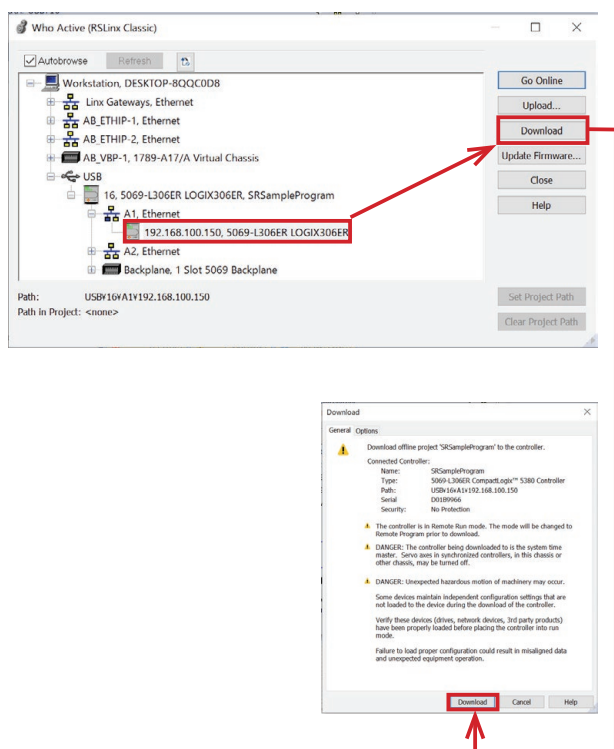 Who Active (RSLinx Classic)
Autobrowse Refresh
Workstation, DESKTOP-8QQC0D8
Linx Gateways, Ethernet
AB_ETHIP-1, Ethernet
AB_ETHIP-2, Ethernet
AB_VBP-1, 1789-A17/A Virtual Chassis
USB
16, 5069-L306ER LOGIX306ER, SRSampleProgram
A1, Ethernet
192.168.100.150, 5069-L306ER LOGIX306ER
A2, Ethernet
Backplane, 1 Slot 5069 Backplane
Go Online
Upload...
Download
Update Firmware...
Close
Help
Set Project Path
Clear Project Path
Path: USB¥16¥A1¥192.168.100.150
Path in Project: <none>
Download
General Options
Download offline project 'SRSampleProgram' to the controller.
Connected Controller:
Name: SRSampleProgram
Type: 5069-L306ER CompactLogix™ 5380 Controller
Path: USB¥16¥A1¥192.168.100.150
Serial D01B9966
Security: No Protection
The controller is in Remote Run mode. The mode will be changed to
Remote Program prior to download.
DANGER: The controller being downloaded to is the system time
master. Servo axes in synchronized controllers, in this chassis or
other chassis, may be turned off.
DANGER: Unexpected hazardous motion of machinery may occur.
Some devices maintain independent configuration settings that are
not loaded to the device during the download of the controller.
Verify these devices (drives, network devices, 3rd party products)
have been properly loaded before placing the controller into run
mode.
Failure to load proper configuration could result in misaligned data
and unexpected equipment operation.
Download Cancel Help